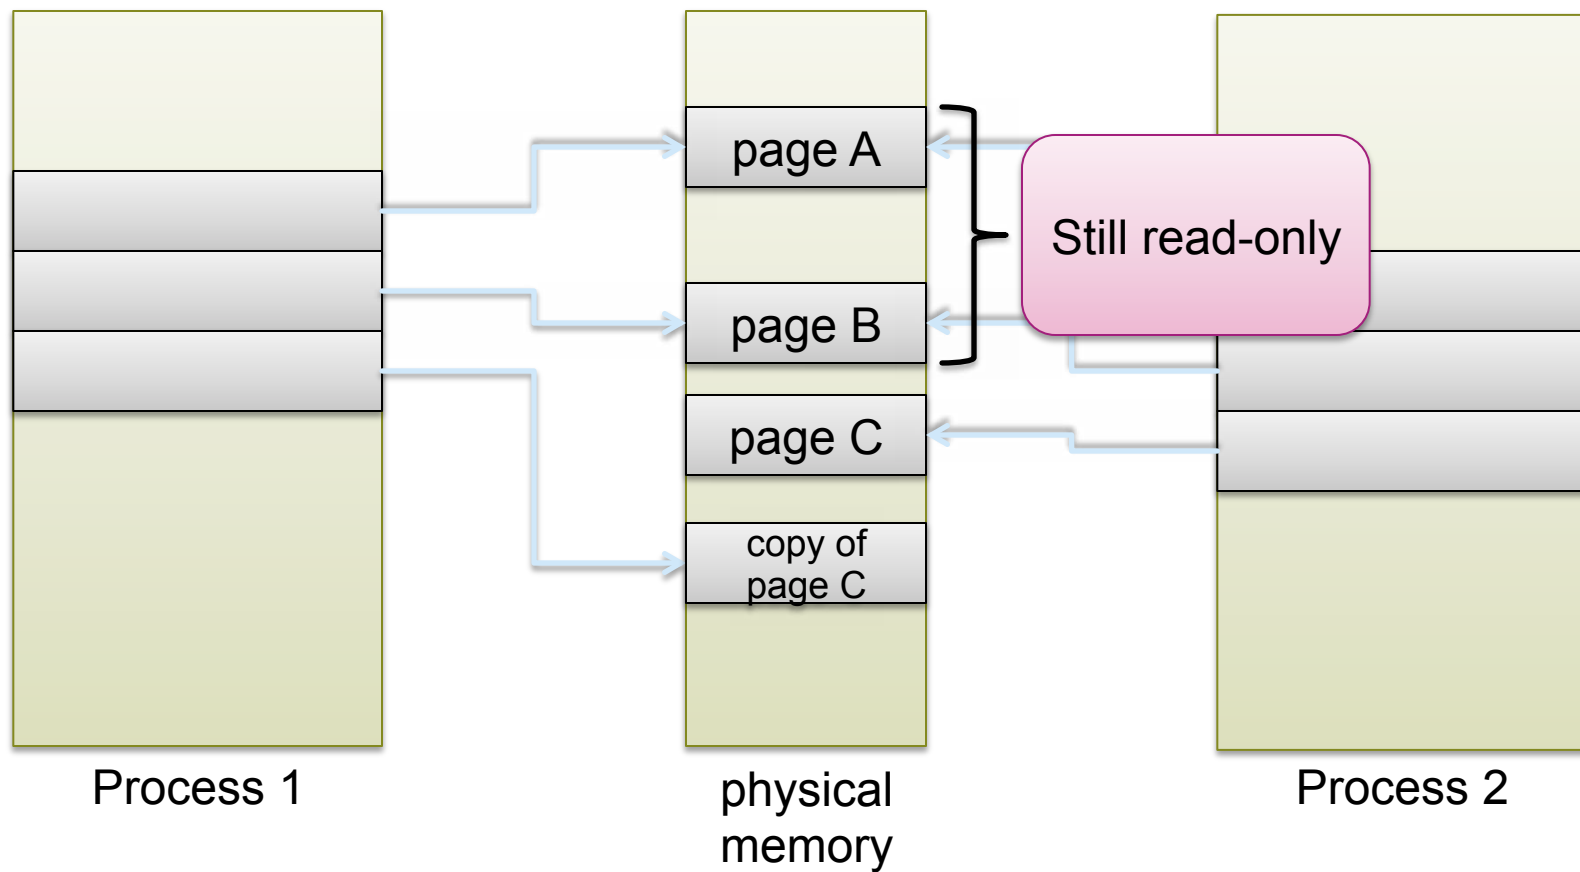 page A
Still read-only
page B
page C
copy of
page C
Process 1
physical
memory
Process 2